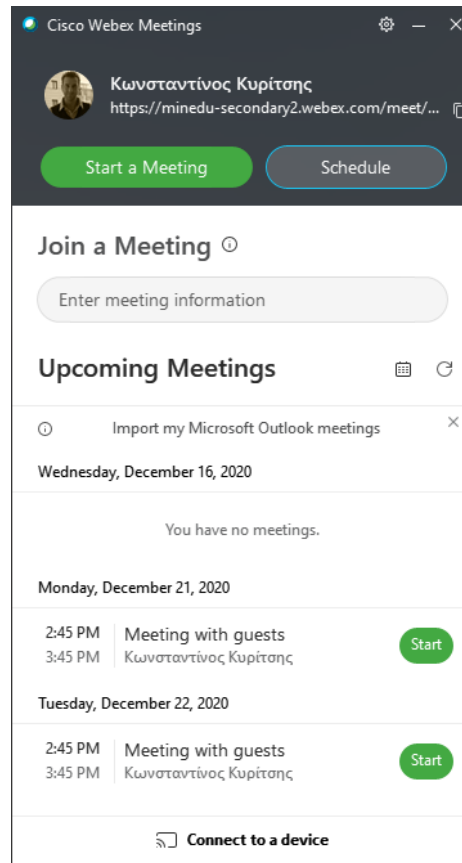 Cisco Webex Meetings
Κωνσταντίνος Κυρίτσης
https://minedu-secondary2.webex.com/meet/...
Start a Meeting
Schedule
Join a Meeting
Enter meeting information
Upcoming Meetings
Import my Microsoft Outlook meetings
Wednesday, December 16, 2020
You have no meetings.
Monday, December 21, 2020
2:45 PM Meeting with guests
3:45 PM Κωνσταντίνος Κυρίτσης
Start
Tuesday, December 22, 2020
2:45 PM Meeting with guests
3:45 PM Κωνσταντίνος Κυρίτσης
Start
Connect to a device